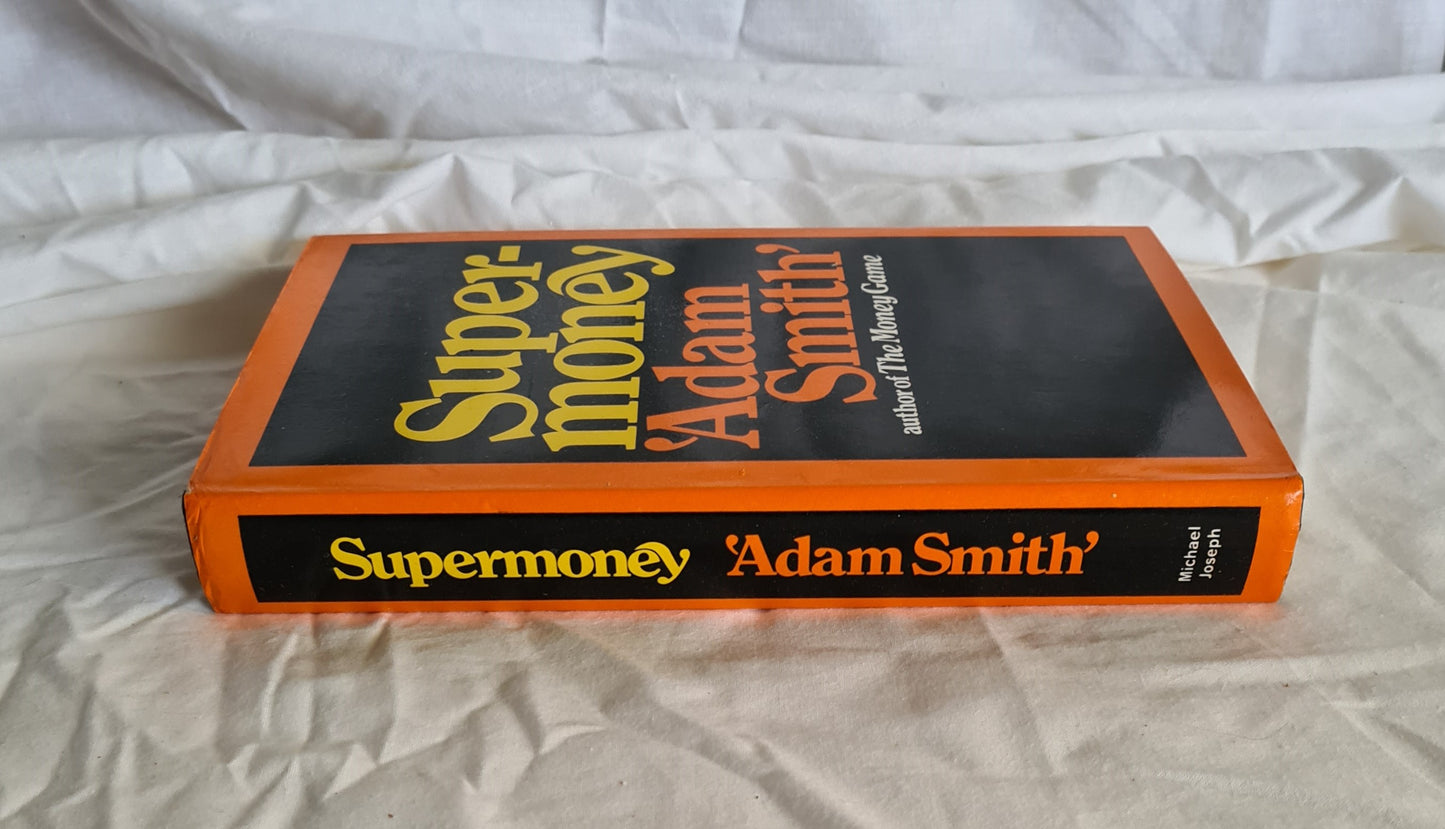 Super-
money
'Adam
Smith'
author of The Money Game
Supermoney 'Adam Smith'
Michael
Joseph